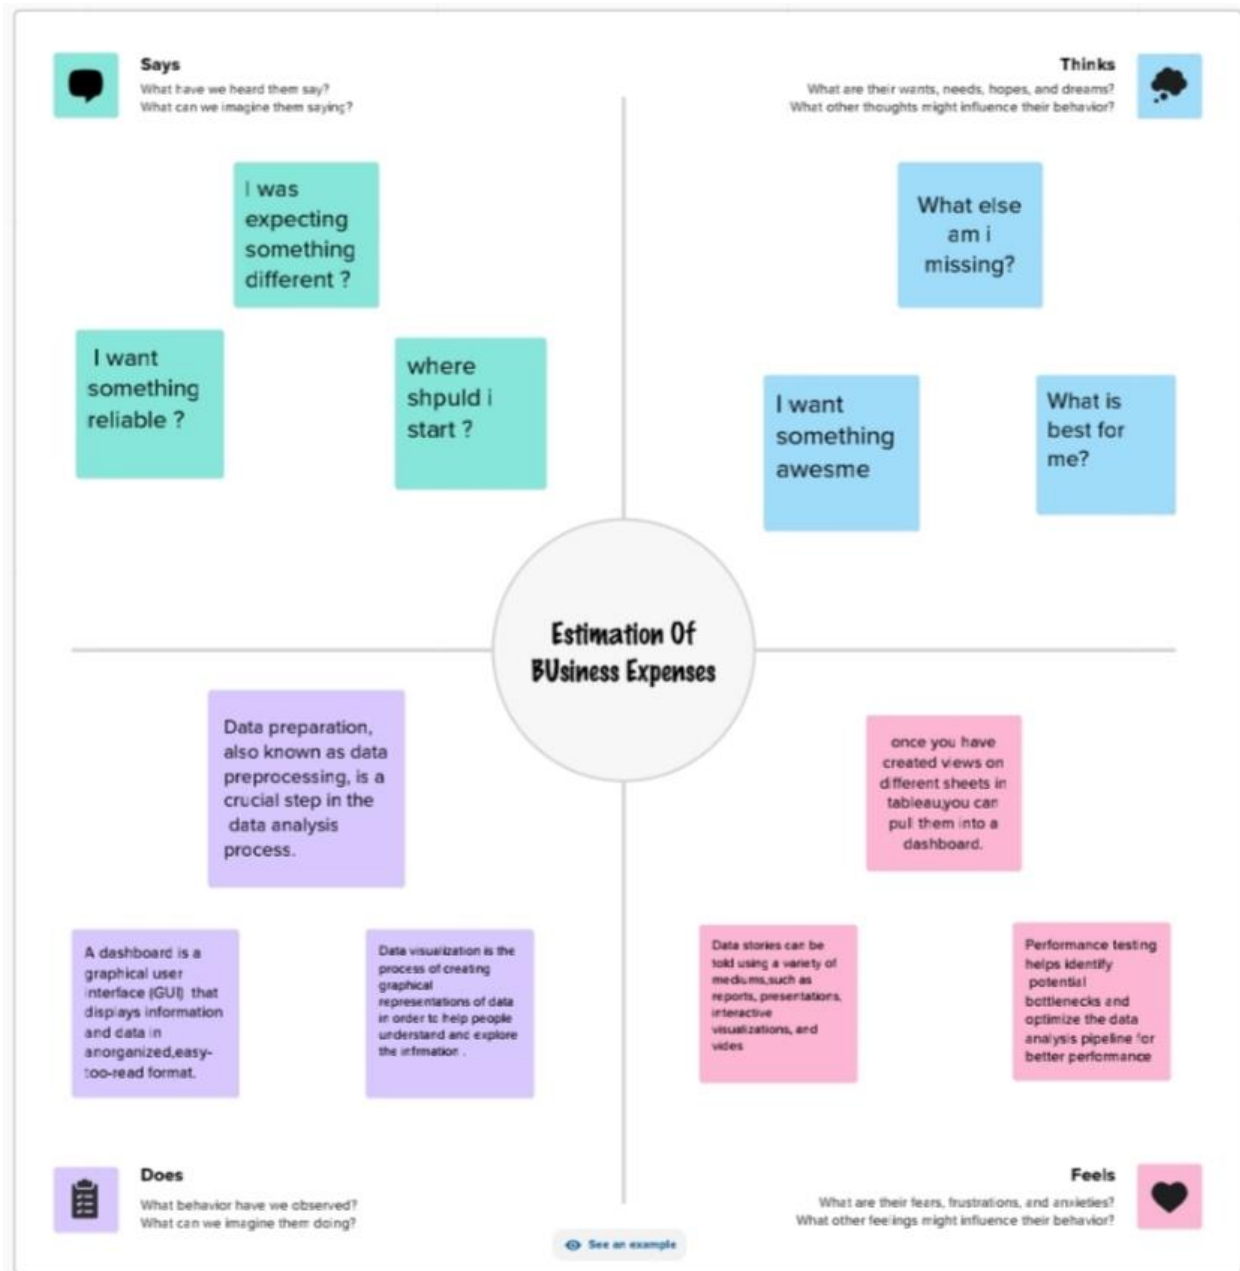 Says
What have we heard them say?
What can we imagine them saying?
Thinks
What are their wants, needs, hopes, and dreams?
What other thoughts might influence their behavior?
I was
expecting
something
different ?
I want
something
reliable ?
where
shpuld i
start ?
What else
am i
missing?
I want
something
awesme
What is
best for
me?
Estimation Of
BUsiness Expenses
Data preparation,
also known as data
preprocessing, is a
crucial step in the
data analysis
process.
A dashboard is a
graphical user
interface (GUI) that
displays information
and data in
anorganized,easy-
too-read format.
Data visualization is the
process of creating
graphical
representations of data
in order to help people
understand and explore
the infrmation .
once you have
created views on
different sheets in
tableau,you can
pull them into a
dashboard.
Data stories can be
told using a variety of
mediums,such as
reports, presentations,
interactive
visualizations, and
vides
Performance testing
helps identify
potential
bottlenecks and
optimize the data
analysis pipeline for
better performance
Does
What behavior have we observed?
What can we imagine them doing?
Feels
What are their fears, frustrations, and anxieties?
What other feelings might influence their behavior?
See an example